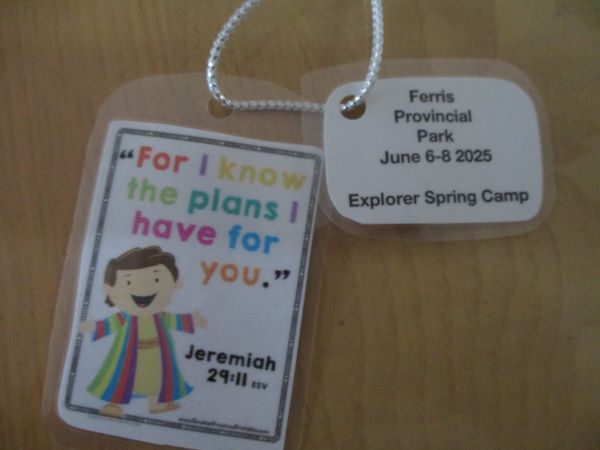 “For I know
the plans I
have for
you.”
Jeremiah
29:11 ESV
Ferris
Provincial
Park
June 6-8 2025
Explorer Spring Camp